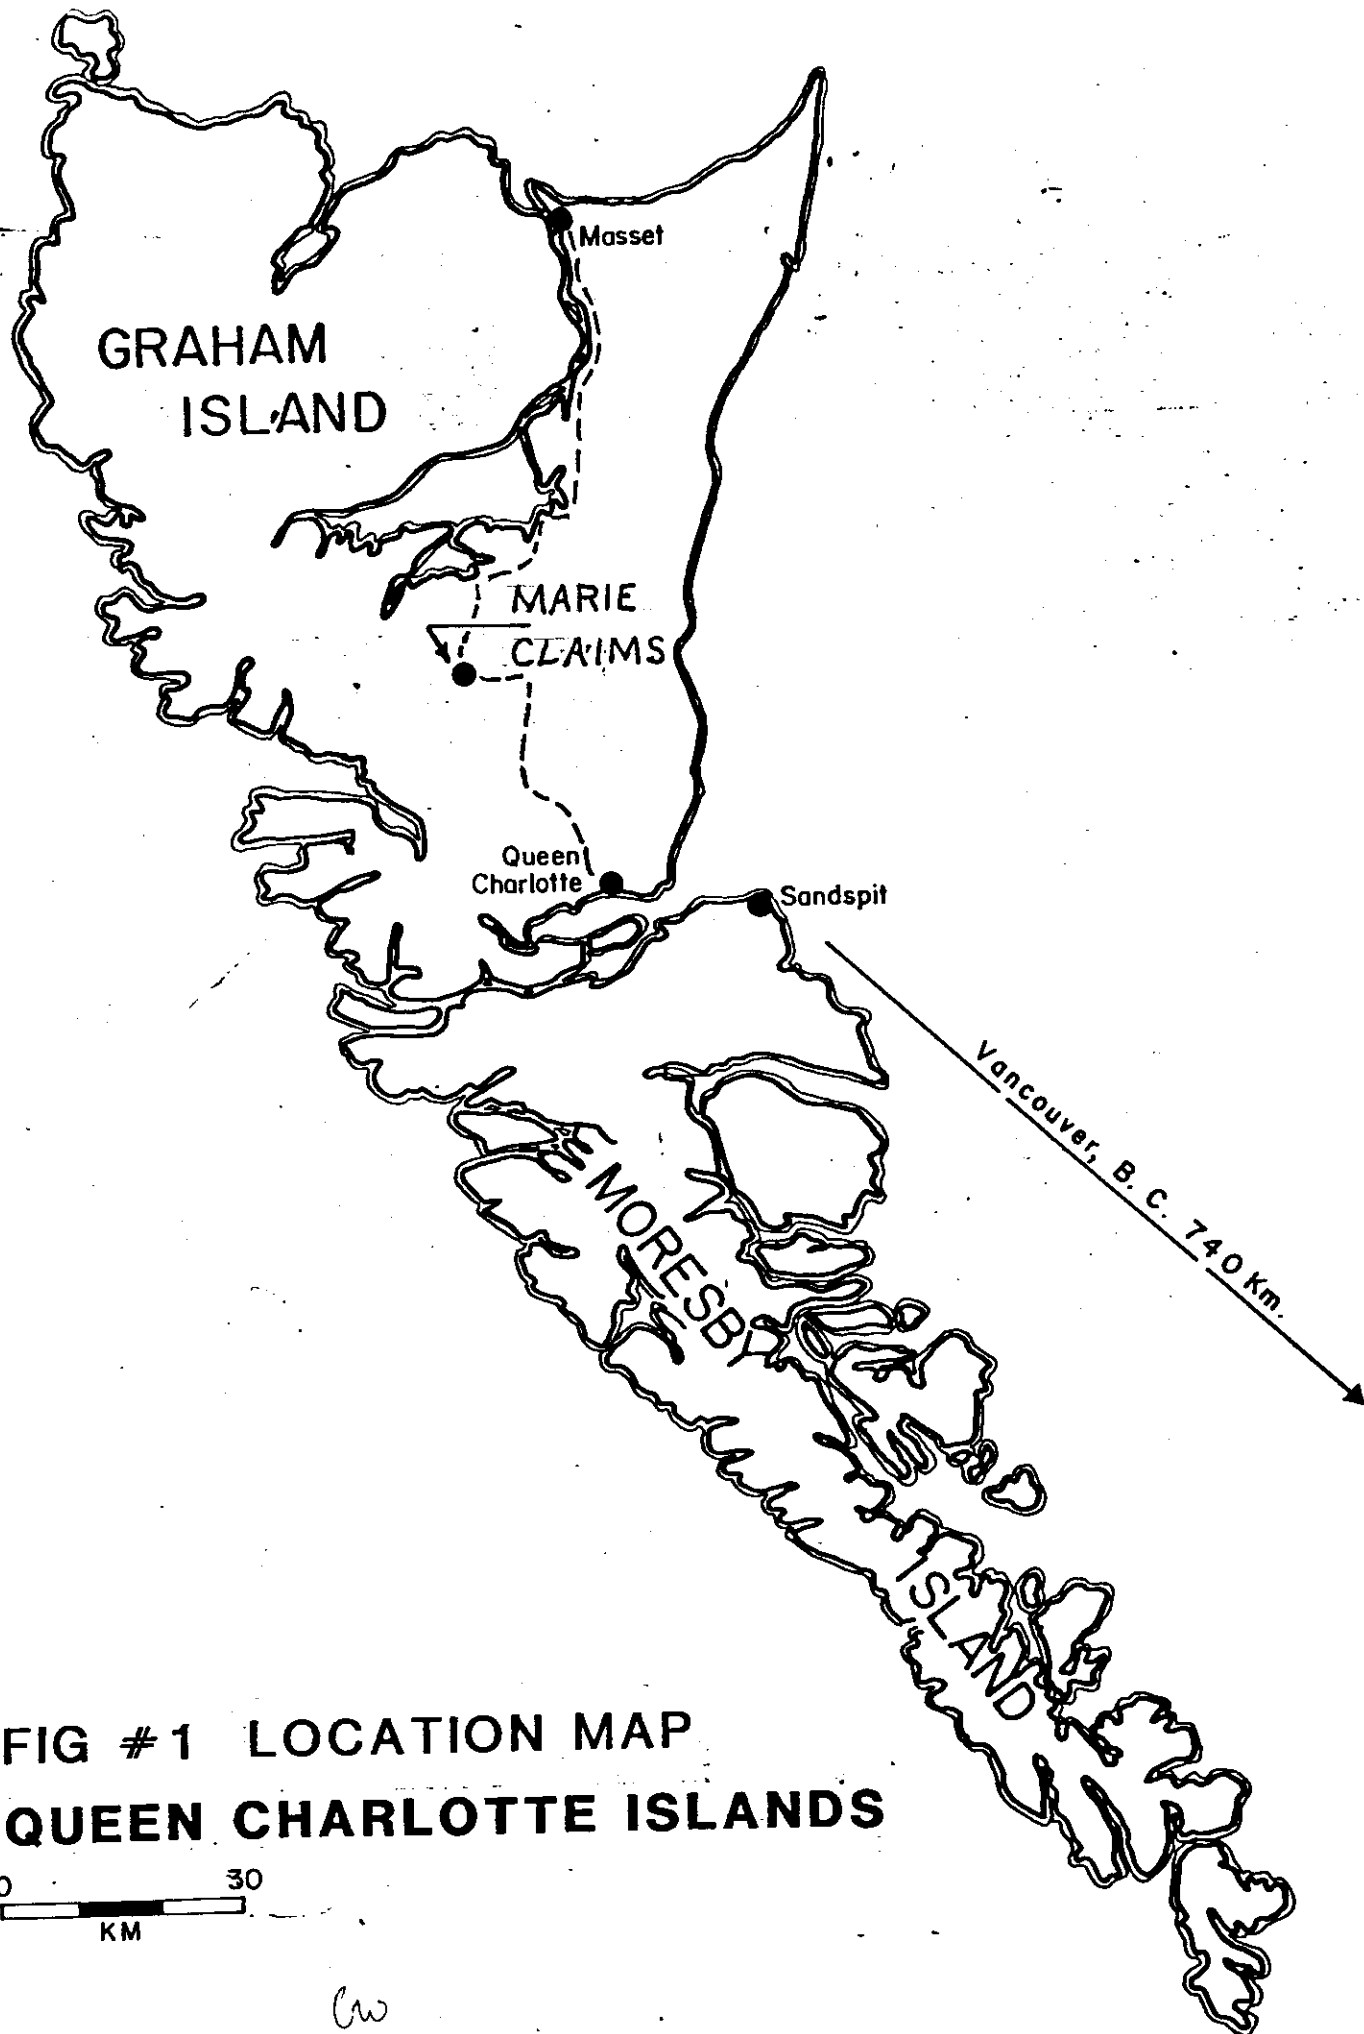 Masset
GRAHAM
ISLAND
MARIE
CLAIMS
Queen
Charlotte
Sandspit
Vancouver, B. C. 740 Km.
MORESBY
ISLAND
FIG #1 LOCATION MAP
QUEEN CHARLOTTE ISLANDS
0 30
KM